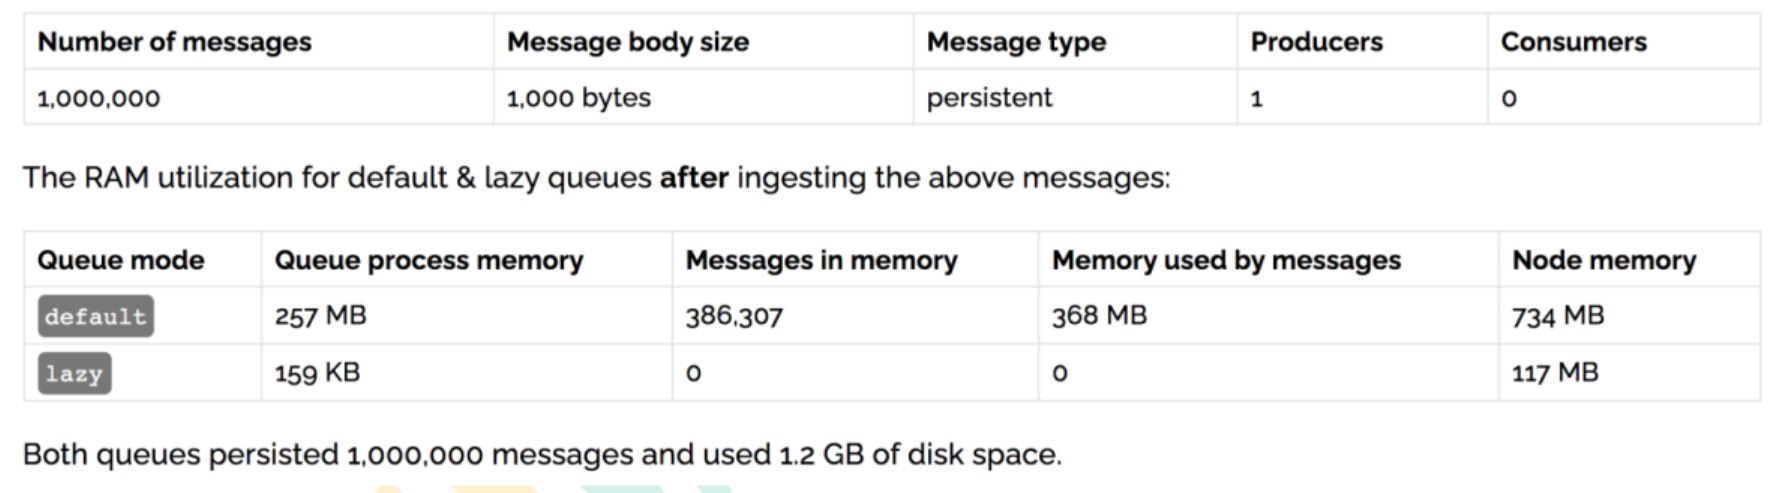 Number of messages Message body size Message type Producers Consumers
1,000,000 1,000 bytes persistent 1 0
The RAM utilization for default & lazy queues after ingesting the above messages:
Queue mode Queue process memory Messages in memory Memory used by messages Node memory
default 257 MB 386,307 368 MB 734 MB
lazy 159 KB 0 0 117 MB
Both queues persisted 1,000,000 messages and used 1.2 GB of disk space.